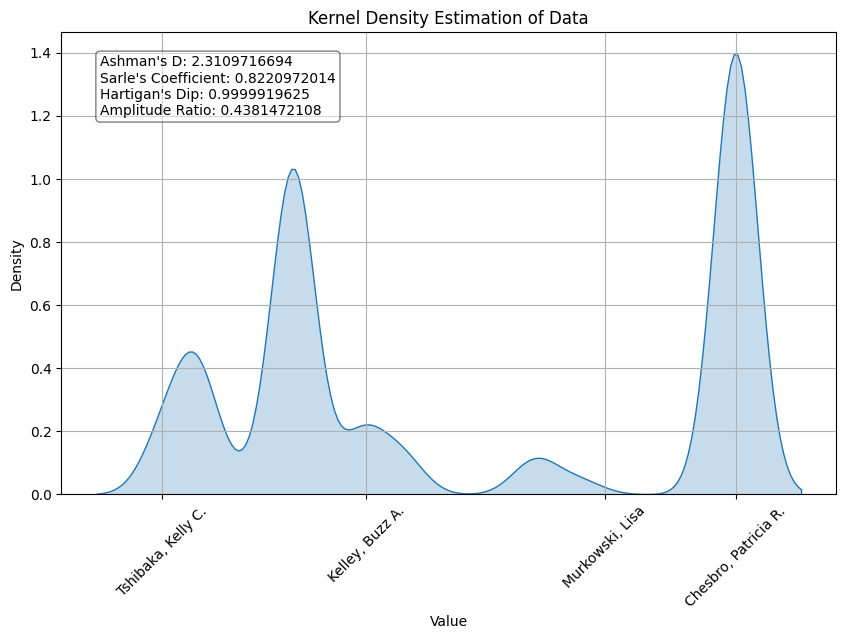 Kernel Density Estimation of Data
Ashman's D: 2.3109716694
Sarle's Coefficient: 0.8220972014
Hartigan's Dip: 0.9999919625
Amplitude Ratio: 0.4381472108
Density
1.4
1.2
1.0
0.8
0.6
0.4
0.2
0.0
Tshibaka, Kelly C.
Kelley, Buzz A.
Murkowski, Lisa
Chesbro, Patricia R.
Value